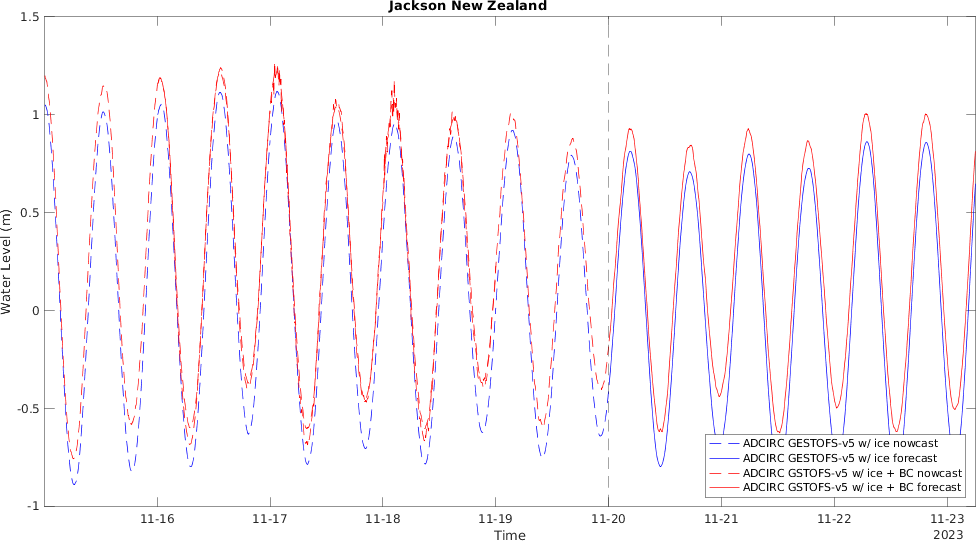 Jackson New Zealand
1.5
1
0.5
0
-0.5
-1
Water Level (m)
ADCIRC GESTOFS-v5 w/ ice nowcast
ADCIRC GESTOFS-v5 w/ ice forecast
ADCIRC GSTOFS-v5 w/ ice + BC nowcast
ADCIRC GSTOFS-v5 w/ ice + BC forecast
11-16 11-17 11-18 11-19 11-20 11-21 11-22 11-23
Time 2023